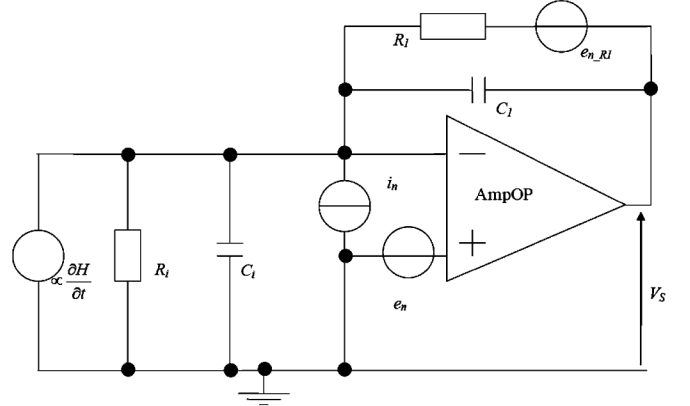 R1
en_R1
C1
−
AmpOP
in
+
∝ ∂H/∂t
Ri
Ci
en
VS